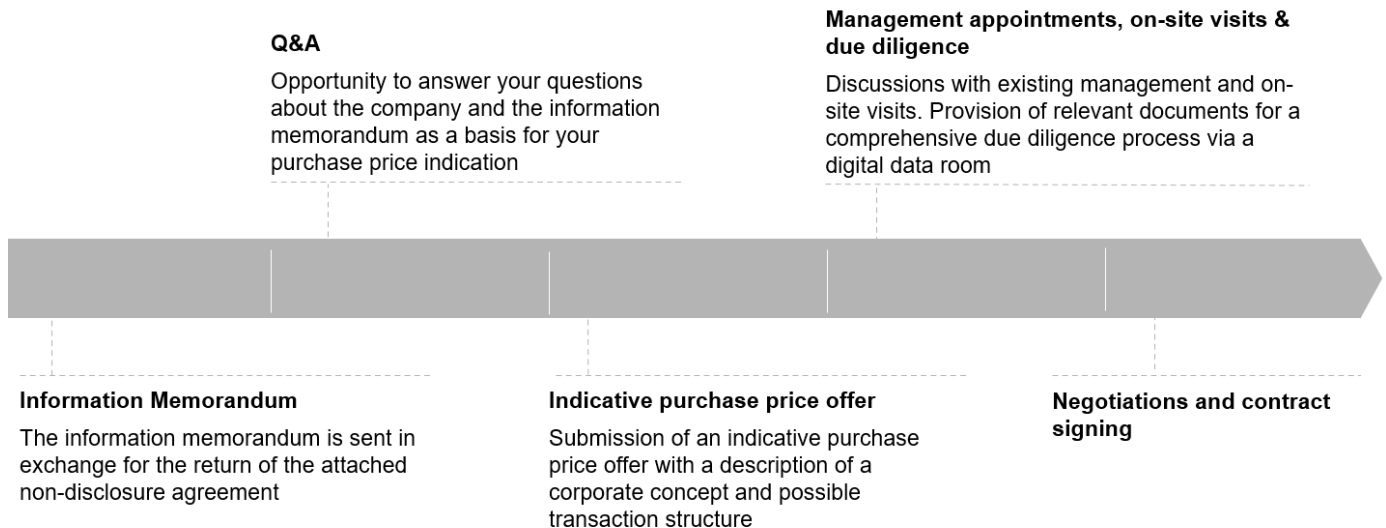 Q&A
Opportunity to answer your questions
about the company and the information
memorandum as a basis for your
purchase price indication
Management appointments, on-site visits &
due diligence
Discussions with existing management and on-
site visits. Provision of relevant documents for a
comprehensive due diligence process via a
digital data room
Information Memorandum
The information memorandum is sent in
exchange for the return of the attached
non-disclosure agreement
Indicative purchase price offer
Submission of an indicative purchase
price offer with a description of a
corporate concept and possible
transaction structure
Negotiations and contract
signing